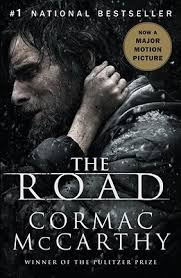 #1 NATIONAL BESTSELLER
NOW A
MAJOR
MOTION
PICTURE
THE
ROAD
CORMAC
McCARTHY
WINNER OF THE PULITZER PRIZE